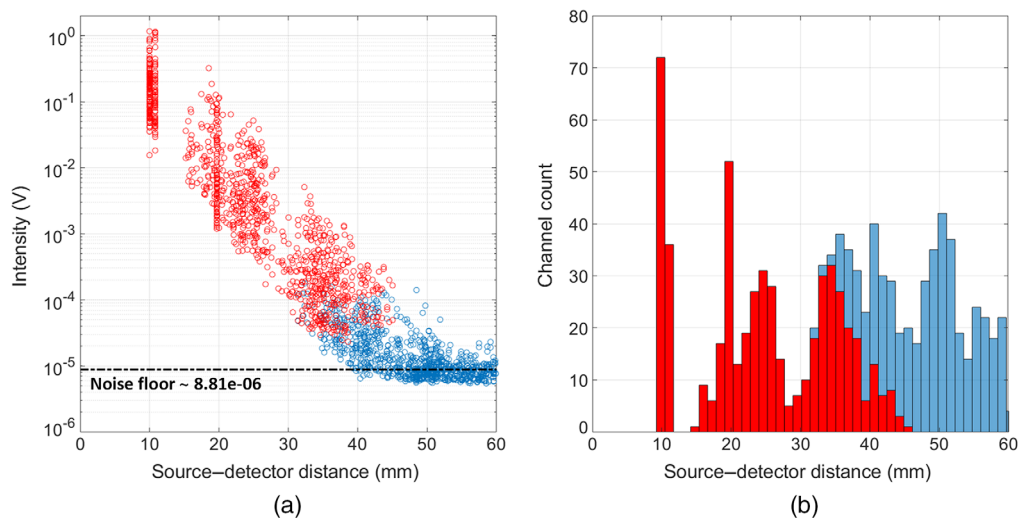 10^0
10^-1
10^-2
10^-3
10^-4
10^-5
10^-6
Intensity (V)
Noise floor ~ 8.81e-06
0 10 20 30 40 50 60
Source–detector distance (mm)
(a)
80
70
60
50
40
30
20
10
0
Channel count
0 10 20 30 40 50 60
Source–detector distance (mm)
(b)